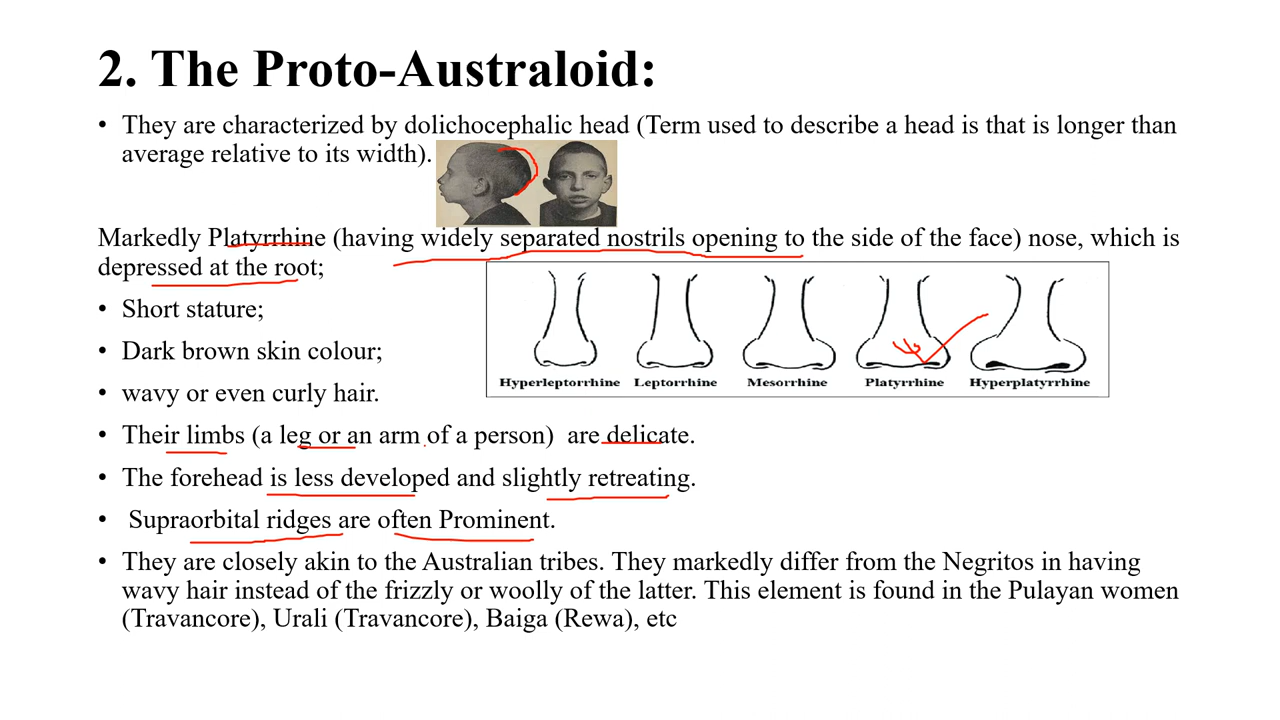 2. The Proto-Australoid:
• They are characterized by dolichocephalic head (Term used to describe a head is that is longer than
average relative to its width).
Markedly Platyrrhine (having widely separated nostrils opening to the side of the face) nose, which is
depressed at the root;
• Short stature;
• Dark brown skin colour;
• wavy or even curly hair.
Hyperleptorrhine Leptorrhine Mesorrhine Platyrrhine Hyperplatyrrhine
• Their limbs (a leg or an arm of a person) are delicate.
• The forehead is less developed and slightly retreating.
• Supraorbital ridges are often Prominent.
• They are closely akin to the Australian tribes. They markedly differ from the Negritos in having
wavy hair instead of the frizzly or woolly of the latter. This element is found in the Pulayan women
(Travancore), Urali (Travancore), Baiga (Rewa), etc